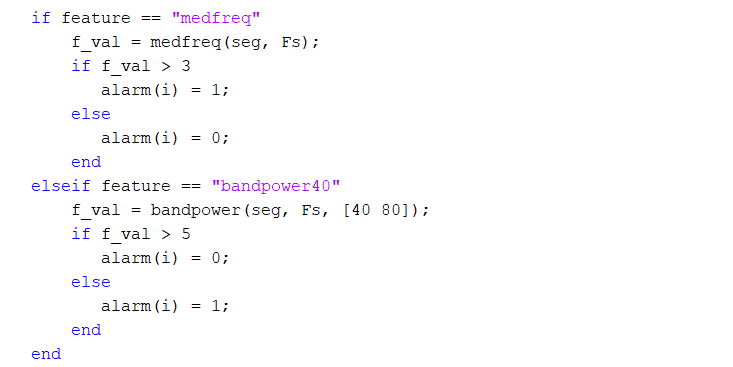 if feature == "medfreq"
    f_val = medfreq(seg, Fs);
    if f_val > 3
       alarm(i) = 1;
    else
       alarm(i) = 0;
    end
elseif feature == "bandpower40"
    f_val = bandpower(seg, Fs, [40 80]);
    if f_val > 5
       alarm(i) = 0;
    else
       alarm(i) = 1;
    end
end